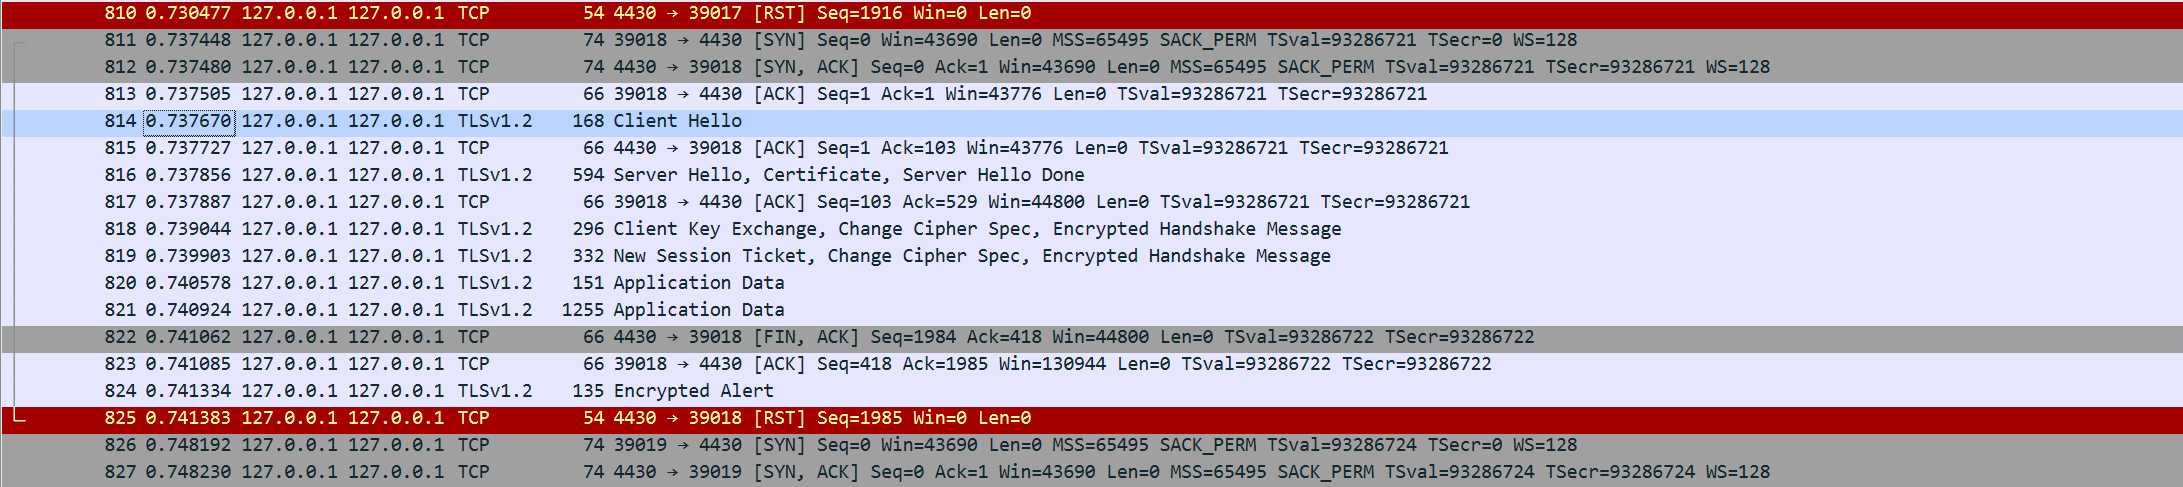 810 0.730477 127.0.0.1 127.0.0.1 TCP 54 4430 → 39017 [RST] Seq=1916 Win=0 Len=0
811 0.737448 127.0.0.1 127.0.0.1 TCP 74 39018 → 4430 [SYN] Seq=0 Win=43690 Len=0 MSS=65495 SACK_PERM TSval=93286721 TSecr=0 WS=128
812 0.737480 127.0.0.1 127.0.0.1 TCP 74 4430 → 39018 [SYN, ACK] Seq=0 Ack=1 Win=43690 Len=0 MSS=65495 SACK_PERM TSval=93286721 TSecr=93286721 WS=128
813 0.737505 127.0.0.1 127.0.0.1 TCP 66 39018 → 4430 [ACK] Seq=1 Ack=1 Win=43776 Len=0 TSval=93286721 TSecr=93286721
814 0.737670 127.0.0.1 127.0.0.1 TLSv1.2 168 Client Hello
815 0.737727 127.0.0.1 127.0.0.1 TCP 66 4430 → 39018 [ACK] Seq=1 Ack=103 Win=43776 Len=0 TSval=93286721 TSecr=93286721
816 0.737856 127.0.0.1 127.0.0.1 TLSv1.2 594 Server Hello, Certificate, Server Hello Done
817 0.737887 127.0.0.1 127.0.0.1 TCP 66 39018 → 4430 [ACK] Seq=103 Ack=529 Win=44800 Len=0 TSval=93286721 TSecr=93286721
818 0.739044 127.0.0.1 127.0.0.1 TLSv1.2 296 Client Key Exchange, Change Cipher Spec, Encrypted Handshake Message
819 0.739903 127.0.0.1 127.0.0.1 TLSv1.2 332 New Session Ticket, Change Cipher Spec, Encrypted Handshake Message
820 0.740578 127.0.0.1 127.0.0.1 TLSv1.2 151 Application Data
821 0.740924 127.0.0.1 127.0.0.1 TLSv1.2 1255 Application Data
822 0.741062 127.0.0.1 127.0.0.1 TCP 66 4430 → 39018 [FIN, ACK] Seq=1984 Ack=418 Win=44800 Len=0 TSval=93286722 TSecr=93286722
823 0.741085 127.0.0.1 127.0.0.1 TCP 66 39018 → 4430 [ACK] Seq=418 Ack=1985 Win=130944 Len=0 TSval=93286722 TSecr=93286722
824 0.741334 127.0.0.1 127.0.0.1 TLSv1.2 135 Encrypted Alert
825 0.741383 127.0.0.1 127.0.0.1 TCP 54 4430 → 39018 [RST] Seq=1985 Win=0 Len=0
826 0.748192 127.0.0.1 127.0.0.1 TCP 74 39019 → 4430 [SYN] Seq=0 Win=43690 Len=0 MSS=65495 SACK_PERM TSval=93286724 TSecr=0 WS=128
827 0.748230 127.0.0.1 127.0.0.1 TCP 74 4430 → 39019 [SYN, ACK] Seq=0 Ack=1 Win=43690 Len=0 MSS=65495 SACK_PERM TSval=93286724 TSecr=93286724 WS=128